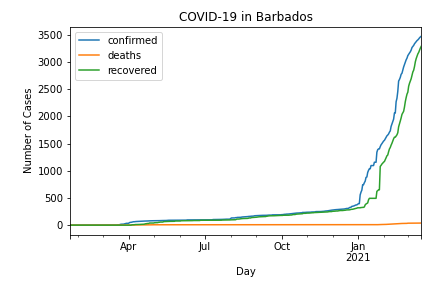 COVID-19 in Barbados
confirmed
deaths
recovered
Number of Cases
3500
3000
2500
2000
1500
1000
500
0
Apr
Jul
Oct
Jan
2021
Day